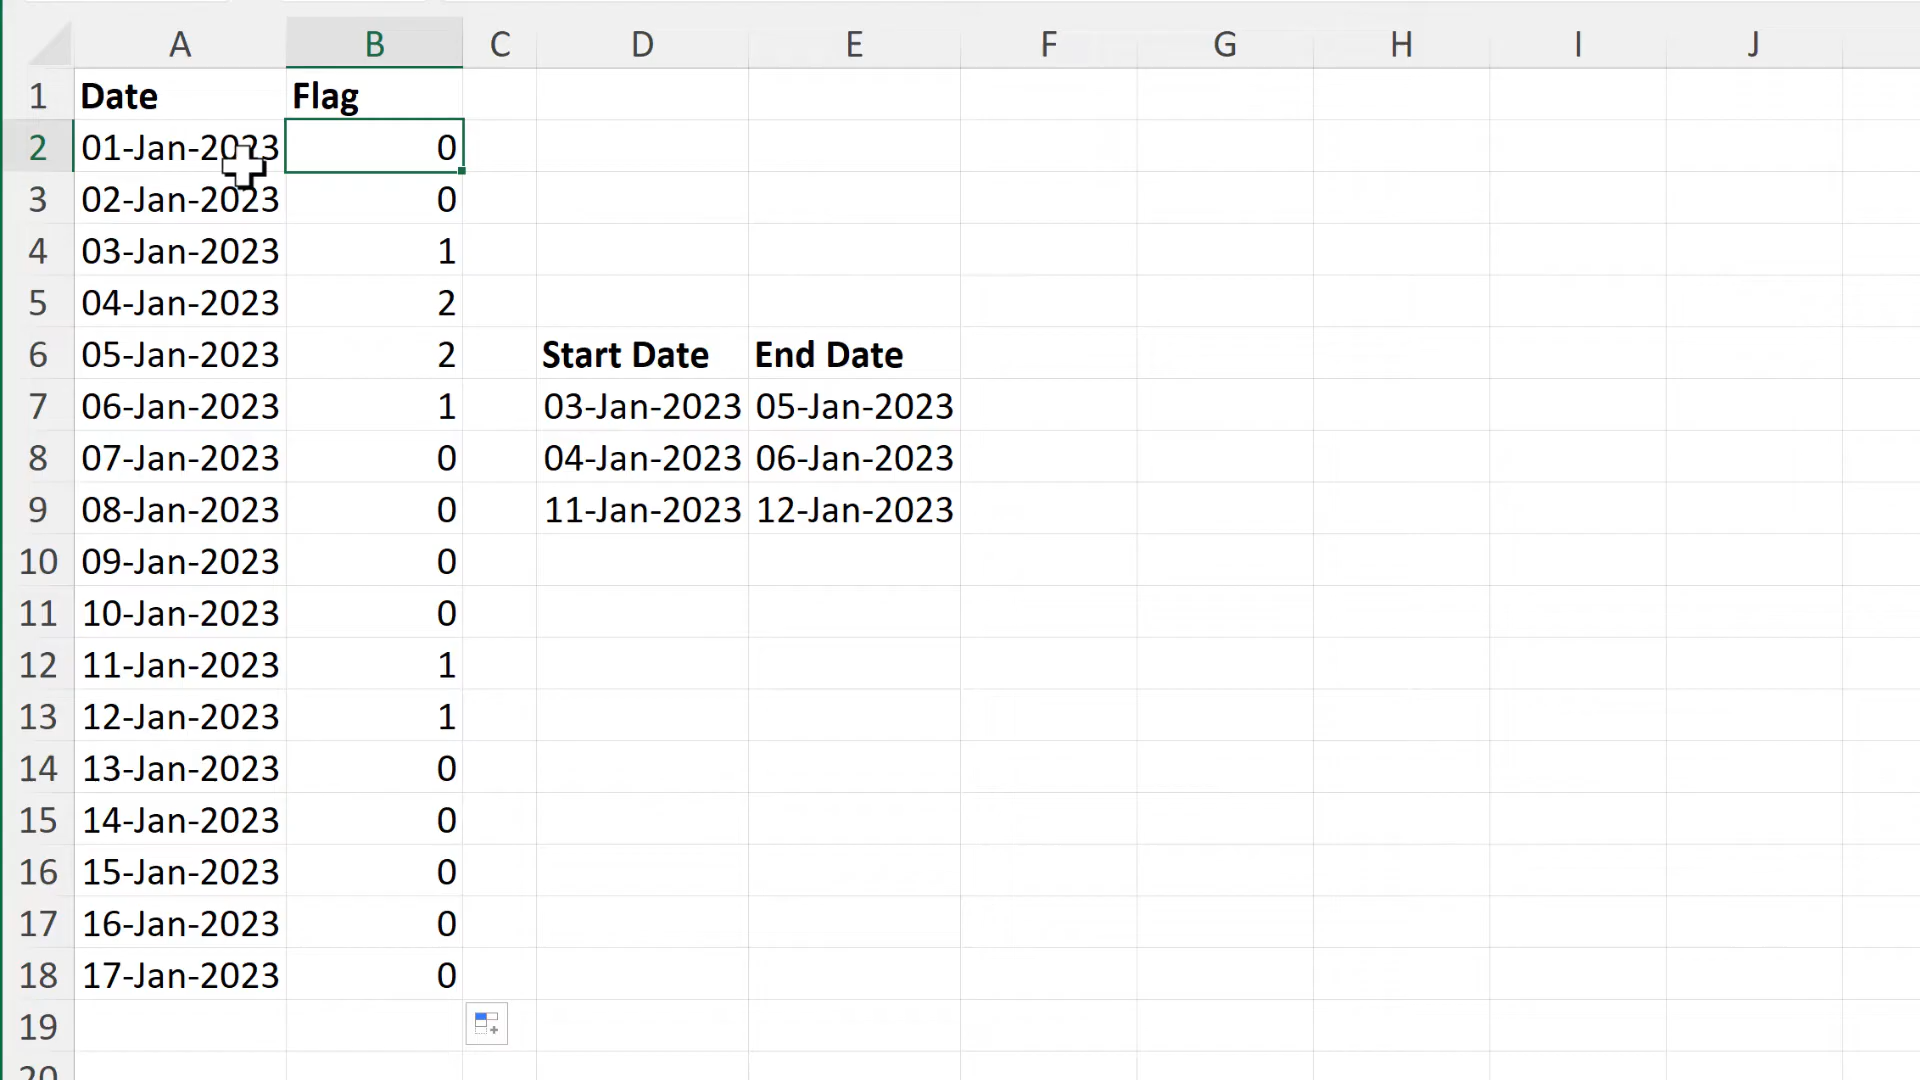 A B C D E F G H I J
1 Date Flag
2 01-Jan-2023 0
3 02-Jan-2023 0
4 03-Jan-2023 1
5 04-Jan-2023 2
6 05-Jan-2023 2 Start Date End Date
7 06-Jan-2023 1 03-Jan-2023 05-Jan-2023
8 07-Jan-2023 0 04-Jan-2023 06-Jan-2023
9 08-Jan-2023 0 11-Jan-2023 12-Jan-2023
10 09-Jan-2023 0
11 10-Jan-2023 0
12 11-Jan-2023 1
13 12-Jan-2023 1
14 13-Jan-2023 0
15 14-Jan-2023 0
16 15-Jan-2023 0
17 16-Jan-2023 0
18 17-Jan-2023 0
19
20